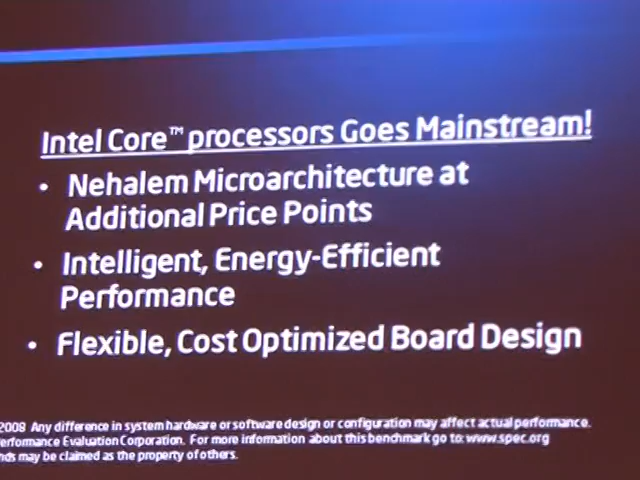 Intel Core™ processors Goes Mainstream!
• Nehalem Microarchitecture at
Additional Price Points
• Intelligent, Energy-Efficient
Performance
• Flexible, Cost Optimized Board Design
2008 Any difference in system hardware or software design or configuration may affect actual performance.
erformance Evaluation Corporation. For more information about this benchmark go to: www.spec.org
nds may be claimed as the property of others.